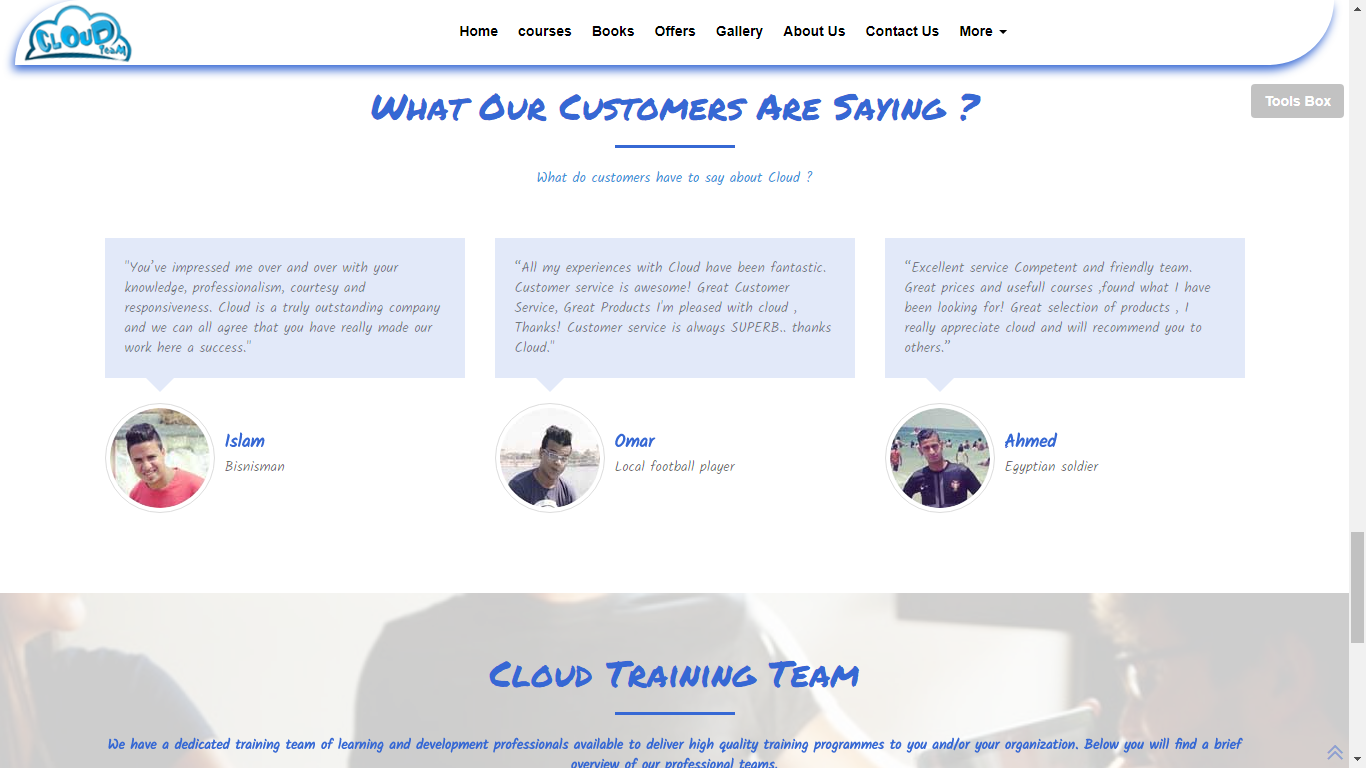 CLOUD TeaM
Home courses Books Offers Gallery About Us Contact Us More
Tools Box
What Our Customers Are Saying ?
What do customers have to say about Cloud ?
"You’ve impressed me over and over with your
knowledge, professionalism, courtesy and
responsiveness. Cloud is a truly outstanding company
and we can all agree that you have really made our
work here a success."
Islam
Bisnisman
“All my experiences with Cloud have been fantastic.
Customer service is awesome! Great Customer
Service, Great Products I'm pleased with cloud ,
Thanks! Customer service is always SUPERB.. thanks
Cloud."
Omar
Local football player
“Excellent service Competent and friendly team.
Great prices and usefull courses ,found what I have
been looking for! Great selection of products , I
really appreciate cloud and will recommend you to
others.”
Ahmed
Egyptian soldier
Cloud Training Team
We have a dedicated training team of learning and development professionals available to deliver high quality training programmes to you and/or your organization. Below you will find a brief
overview of our professional teams.